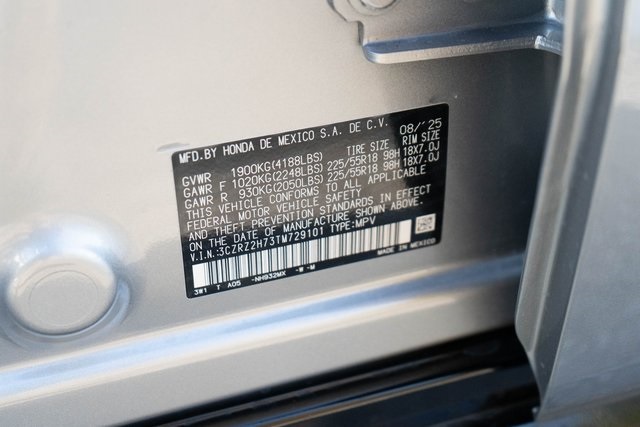 MFD.BY HONDA DE MEXICO S.A. DE C.V. 08/'25
TIRE SIZE RIM SIZE
GVWR 1900KG(4188LBS)
GAWR F 1020KG(2248LBS) 225/55R18 98H 18X7.0J
GAWR R 930KG(2050LBS) 225/55R18 98H 18X7.0J
THIS VEHICLE CONFORMS TO ALL APPLICABLE
FEDERAL MOTOR VEHICLE SAFETY
AND THEFT PREVENTION STANDARDS IN EFFECT
ON THE DATE OF MANUFACTURE SHOWN ABOVE.
V.I.N.:3CZRZ2H73TM729101 TYPE:MPV
3W1 T A05 -NH932MX -W -M MADE IN MEXICO